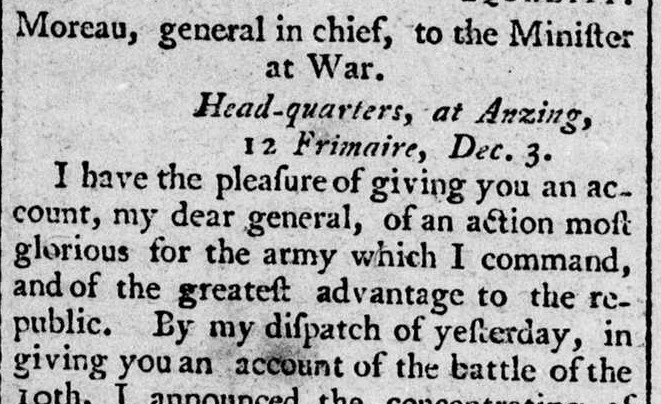 Moreau, general in chief, to the Miniſter
at War.
Head-quarters, at Anzing,
12 Frimaire, Dec. 3.
I have the pleaſure of giving you an ac-
count, my dear general, of an action moſt
glorious for the army which I command,
and of the greateſt advantage to the re-
public. By my diſpatch of yeſterday, in
giving you an account of the battle of the
10th, I announced the concentrating of